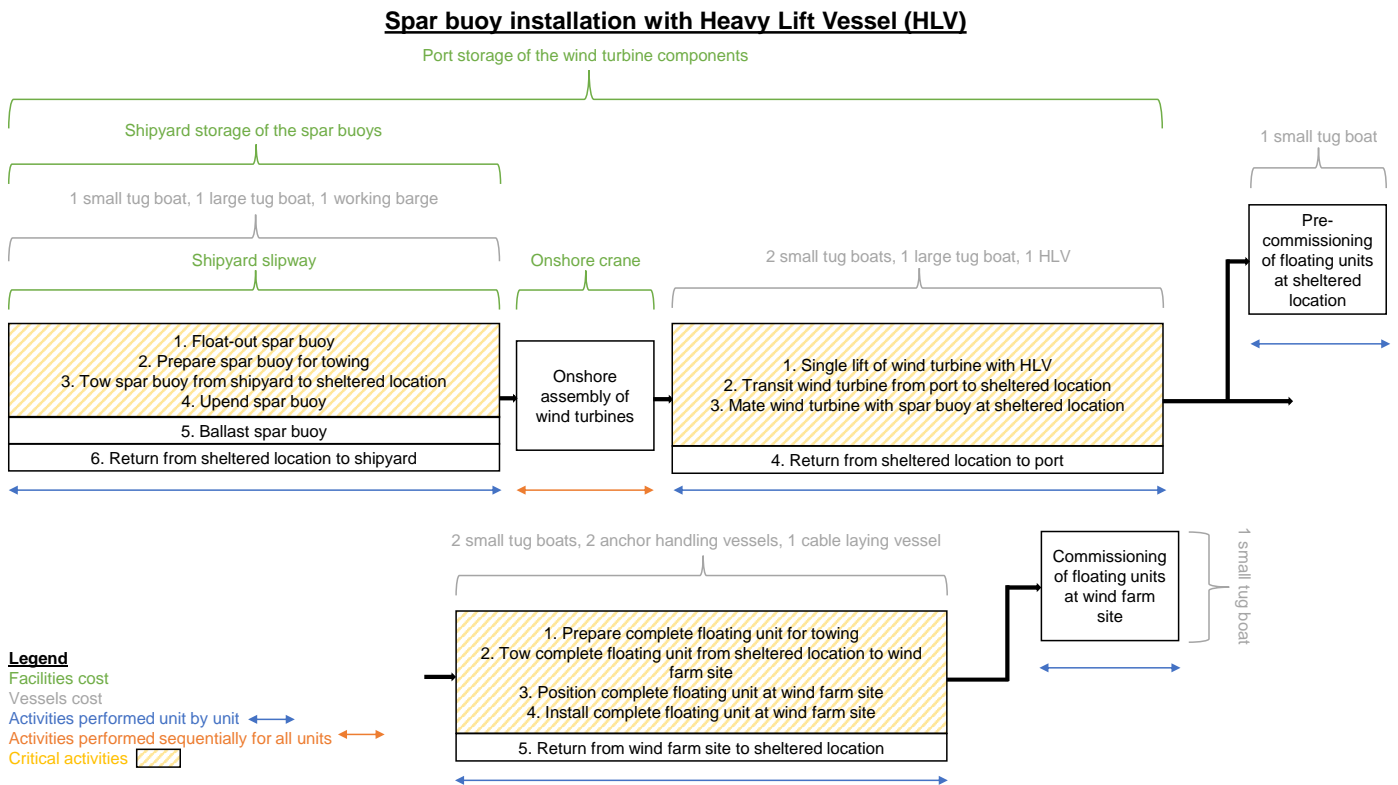 Spar buoy installation with Heavy Lift Vessel (HLV)
Port storage of the wind turbine components
Shipyard storage of the spar buoys
1 small tug boat
1 small tug boat, 1 large tug boat, 1 working barge
Shipyard slipway
Onshore crane
2 small tug boats, 1 large tug boat, 1 HLV
Pre-
commissioning
of floating units
at sheltered
location
1. Float-out spar buoy
2. Prepare spar buoy for towing
3. Tow spar buoy from shipyard to sheltered location
4. Upend spar buoy
5. Ballast spar buoy
6. Return from sheltered location to shipyard
Onshore
assembly of
wind turbines
1. Single lift of wind turbine with HLV
2. Transit wind turbine from port to sheltered location
3. Mate wind turbine with spar buoy at sheltered location
4. Return from sheltered location to port
2 small tug boats, 2 anchor handling vessels, 1 cable laying vessel
1. Prepare complete floating unit for towing
2. Tow complete floating unit from sheltered location to wind
farm site
3. Position complete floating unit at wind farm site
4. Install complete floating unit at wind farm site
5. Return from wind farm site to sheltered location
Commissioning
of floating units
at wind farm
site
1 small tug boat
Legend
Facilities cost
Vessels cost
Activities performed unit by unit
Activities performed sequentially for all units
Critical activities